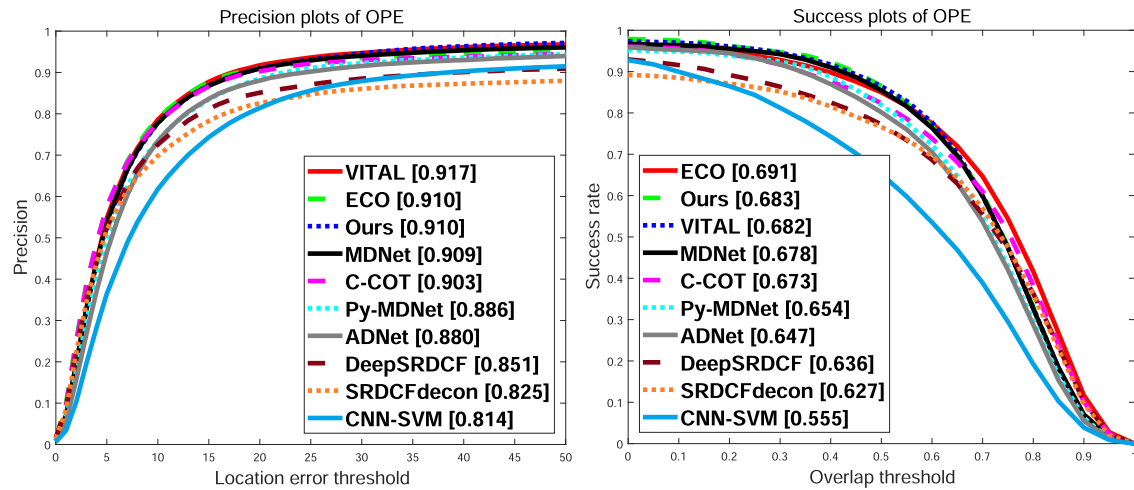 Precision plots of OPE
Precision
1
0.9
0.8
0.7
0.6
0.5
0.4
0.3
0.2
0.1
0
0 5 10 15 20 25 30 35 40 45 50
Location error threshold
VITAL [0.917]
ECO [0.910]
Ours [0.910]
MDNet [0.909]
C-COT [0.903]
Py-MDNet [0.886]
ADNet [0.880]
DeepSRDCF [0.851]
SRDCFdecon [0.825]
CNN-SVM [0.814]
Success plots of OPE
Success rate
1
0.9
0.8
0.7
0.6
0.5
0.4
0.3
0.2
0.1
0
0 0.1 0.2 0.3 0.4 0.5 0.6 0.7 0.8 0.9 1
Overlap threshold
ECO [0.691]
Ours [0.683]
VITAL [0.682]
MDNet [0.678]
C-COT [0.673]
Py-MDNet [0.654]
ADNet [0.647]
DeepSRDCF [0.636]
SRDCFdecon [0.627]
CNN-SVM [0.555]